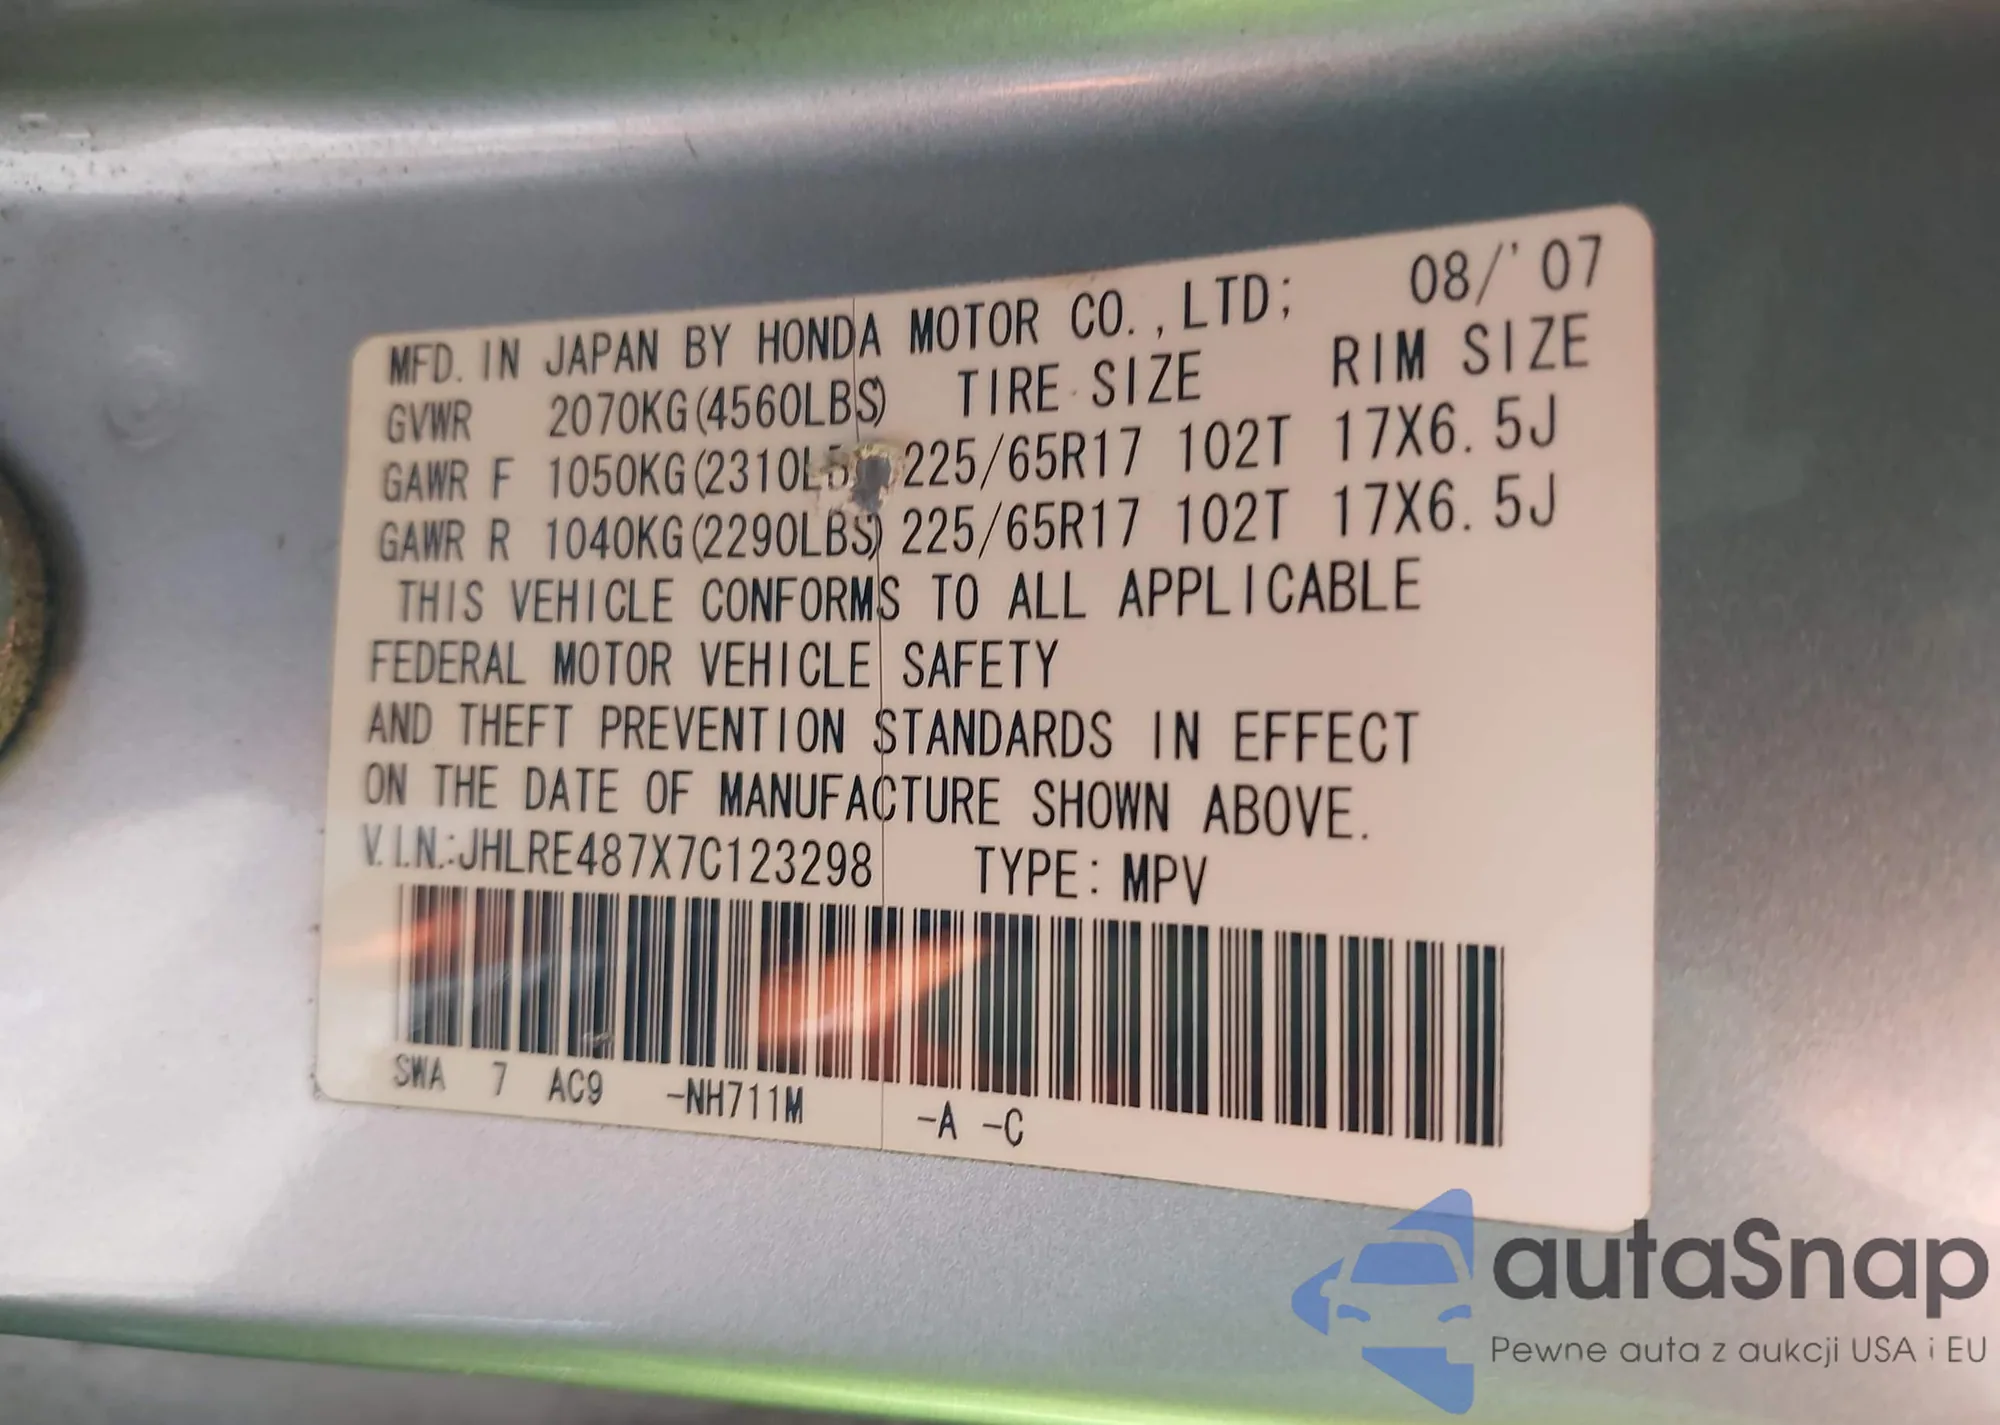 MFD. IN JAPAN BY HONDA MOTOR CO.,LTD; 08/'07
GVWR 2070KG(4560LBS) TIRE SIZE RIM SIZE
GAWR F 1050KG(2310LB 225/65R17 102T 17X6.5J
GAWR R 1040KG(2290LBS) 225/65R17 102T 17X6.5J
THIS VEHICLE CONFORMS TO ALL APPLICABLE
FEDERAL MOTOR VEHICLE SAFETY
AND THEFT PREVENTION STANDARDS IN EFFECT
ON THE DATE OF MANUFACTURE SHOWN ABOVE.
V.I.N.:JHLRE487X7C123298 TYPE: MPV
SWA 7 AC9 -NH711M -A -C
autaSnap
Pewne auta z aukcji USA i EU